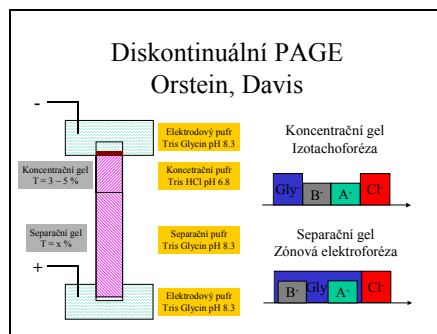 Diskontinuální PAGE
Orstein, Davis
-
Elektrodový pufr
Tris Glycin pH 8.3
Koncentrační gel
T = 3 – 5 %
Koncetrační pufr
Tris HCl pH 6.8
Separační gel
T = x %
Separační pufr
Tris Glycin pH 8.3
+
Elektrodový pufr
Tris Glycin pH 8.3
Koncentrační gel
Izotachoforéza
Gly-
B-
A-
Cl-
Separační gel
Zónová elektroforéza
B-
Gly-
A-
Cl-